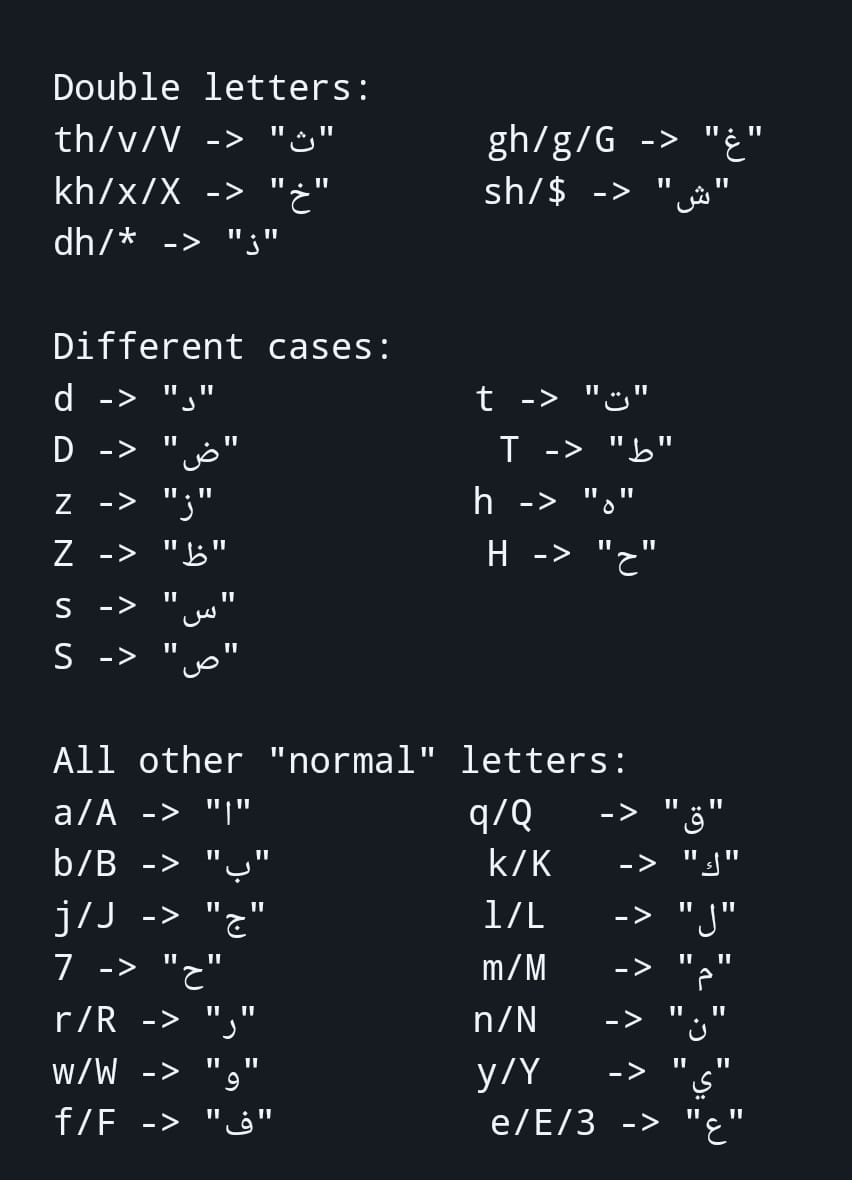 Double letters:
th/v/V -> "ث" gh/g/G -> "غ"
kh/x/X -> "خ" sh/$ -> "ش"
dh/* -> "ذ"
Different cases:
d -> "د" t -> "ت"
D -> "ض" T -> "ط"
z -> "ز" h -> "ه"
Z -> "ظ" H -> "ح"
s -> "س"
S -> "ص"
All other "normal" letters:
a/A -> "ا" q/Q -> "ق"
b/B -> "ب" k/K -> "ك"
j/J -> "ج" l/L -> "ل"
7 -> "ح" m/M -> "م"
r/R -> "ر" n/N -> "ن"
w/W -> "و" y/Y -> "ي"
f/F -> "ف" e/E/3 -> "ع"